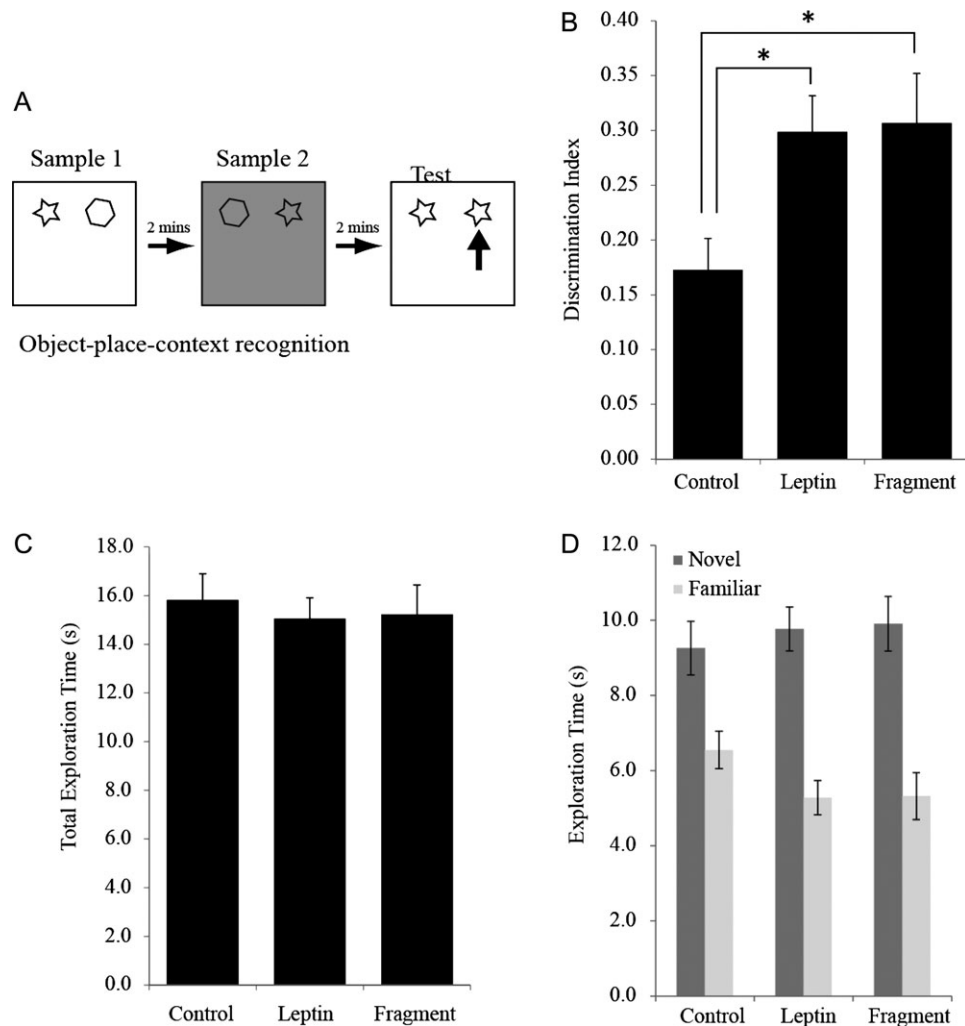 A
Sample 1
Sample 2
Test
2 mins
2 mins
Object-place-context recognition
B
*
*
Discrimination Index
0.40
0.35
0.30
0.25
0.20
0.15
0.10
0.05
0.00
Control Leptin Fragment
C
Total Exploration Time (s)
18.0
16.0
14.0
12.0
10.0
8.0
6.0
4.0
2.0
0.0
Control Leptin Fragment
D
Exploration Time (s)
12.0
10.0
8.0
6.0
4.0
2.0
0.0
Novel
Familiar
Control Leptin Fragment